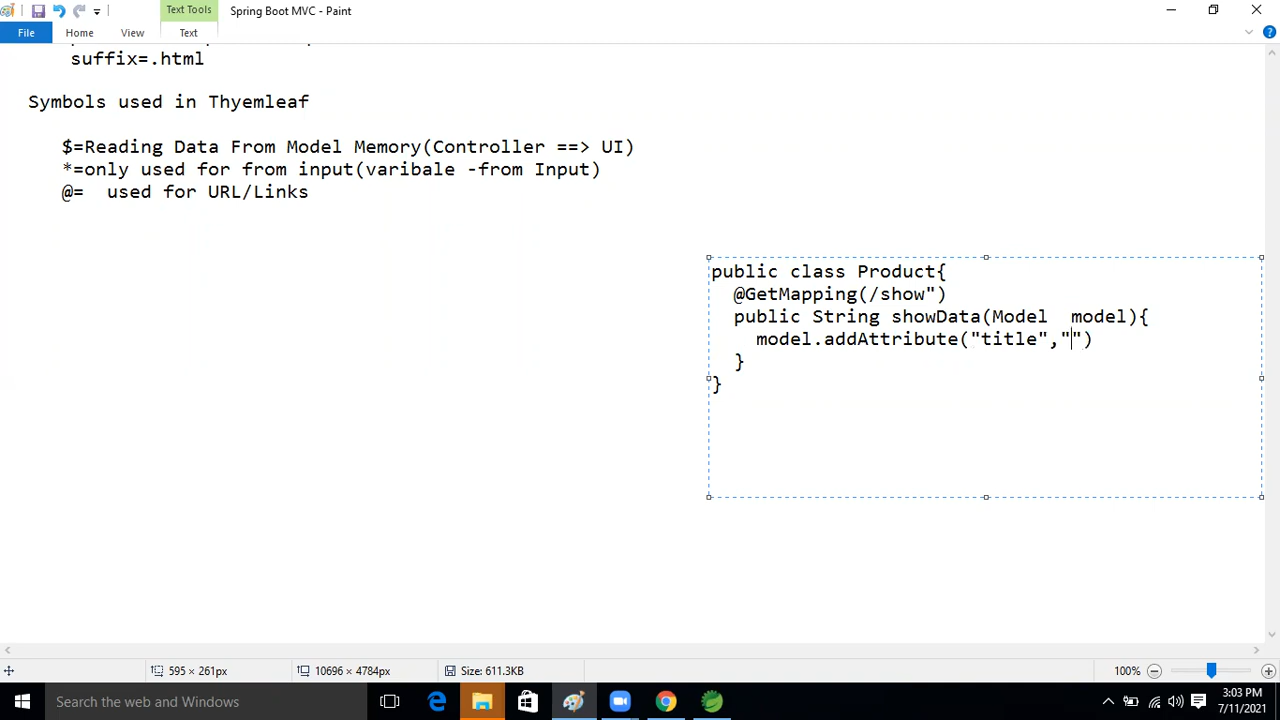 Text Tools
Spring Boot MVC - Paint
File
Home
View
Text
suffix=.html
Symbols used in Thyemleaf
$=Reading Data From Model Memory(Controller ==> UI)
*=only used for from input(varibale -from Input)
@= used for URL/Links
public class Product{
@GetMapping(/show")
public String showData(Model model){
model.addAttribute("title","")
}
}
595 × 261px
10696 × 4784px
Size: 611.3KB
100%
Search the web and Windows
3:03 PM
7/11/2021